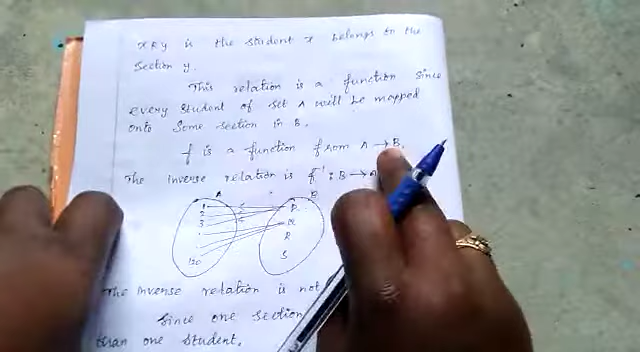 xRy is the student x belongs to the
section y.
This relation is a function since
every student of set A will be mapped
onto some section in B.
f is a function from A → B.
The inverse relation is f⁻¹ : B → A
A B
1 P
2 Q
3 R
. S
.
120
The inverse relation is not
since one section
than one student.